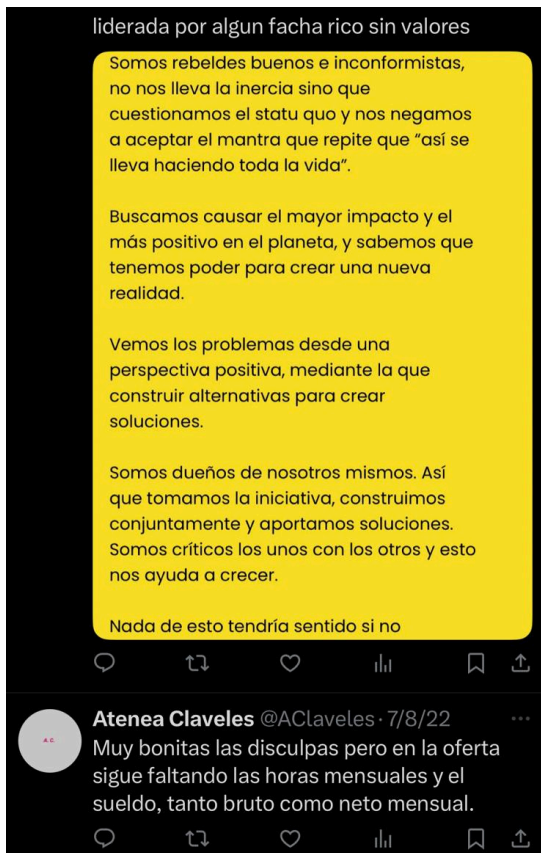 liderada por algun facha rico sin valores
Somos rebeldes buenos e inconformistas,
no nos lleva la inercia sino que
cuestionamos el statu quo y nos negamos
a aceptar el mantra que repite que “así se
lleva haciendo toda la vida”.
Buscamos causar el mayor impacto y el
más positivo en el planeta, y sabemos que
tenemos poder para crear una nueva
realidad.
Vemos los problemas desde una
perspectiva positiva, mediante la que
construir alternativas para crear
soluciones.
Somos dueños de nosotros mismos. Así
que tomamos la iniciativa, construimos
conjuntamente y aportamos soluciones.
Somos críticos los unos con los otros y esto
nos ayuda a crecer.
Nada de esto tendría sentido si no
Atenea Claveles @AClaveles · 7/8/22
A.C.
Muy bonitas las disculpas pero en la oferta
sigue faltando las horas mensuales y el
sueldo, tanto bruto como neto mensual.